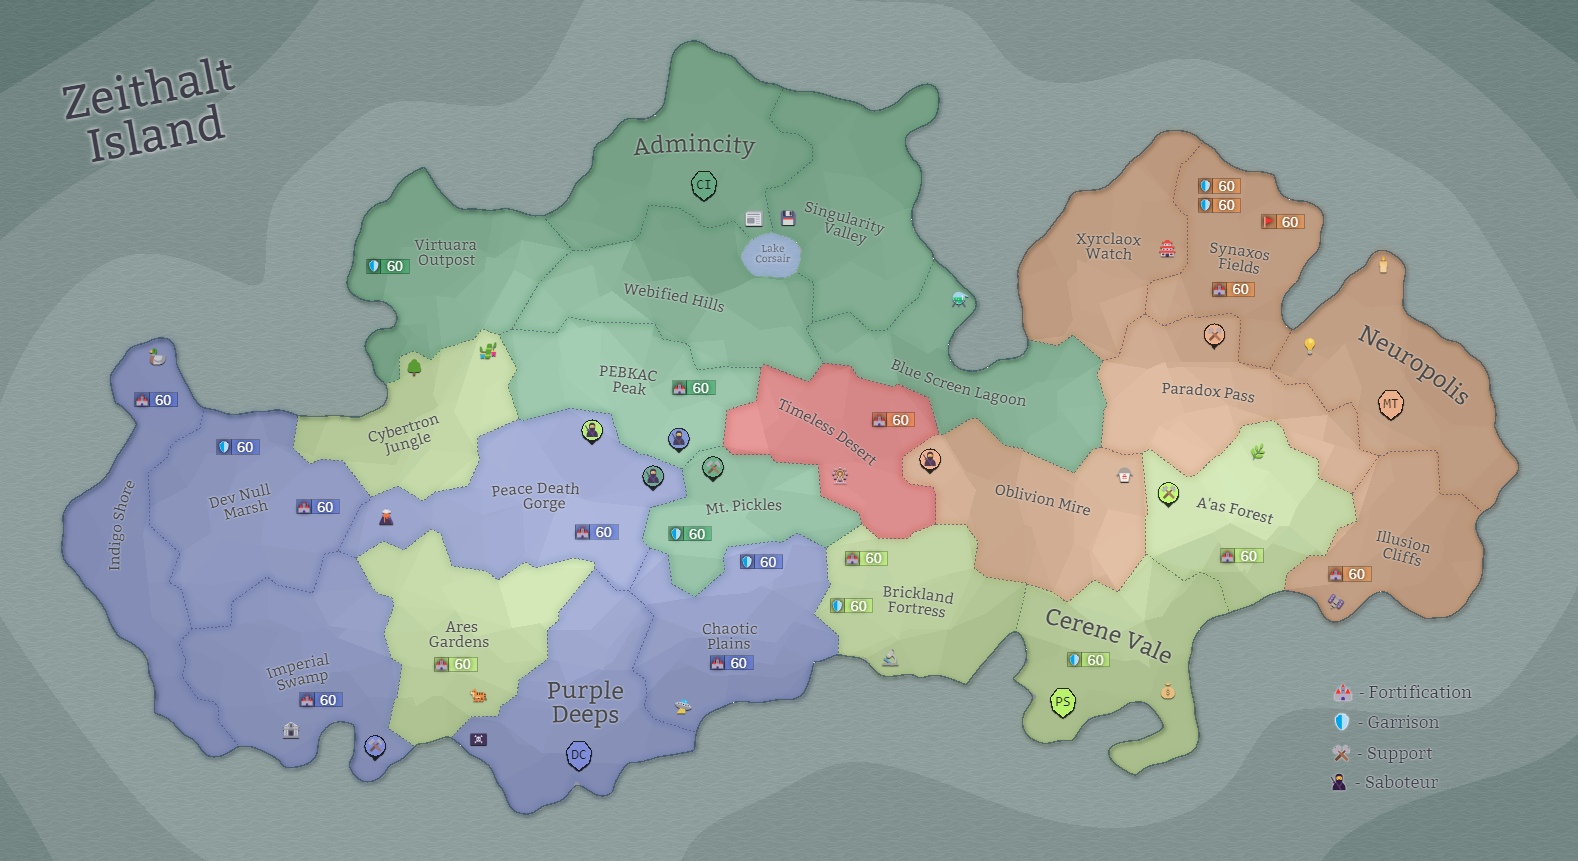 Zeithalt
Island
Admincity
CI
Singularity
Valley
Lake
Corsair
Virtuara
Outpost
60
Webified Hills
Xyrclaox
Watch
60
60
60
Synaxos
Fields
60
Neuropolis
MT
PEBKAC
Peak
60
Blue Screen Lagoon
Paradox Pass
Timeless Desert
60
Cybertron
Jungle
60
60
Indigo Shore
Dev Null
Marsh
60
Peace Death
Gorge
60
Mt. Pickles
60
60
Oblivion Mire
A'as Forest
60
Illusion
Cliffs
60
60
60
Brickland
Fortress
Ares
Gardens
60
Chaotic
Plains
60
Cerene Vale
60
PS
Imperial
Swamp
60
Purple
Deeps
DC
- Fortification
- Garrison
- Support
- Saboteur